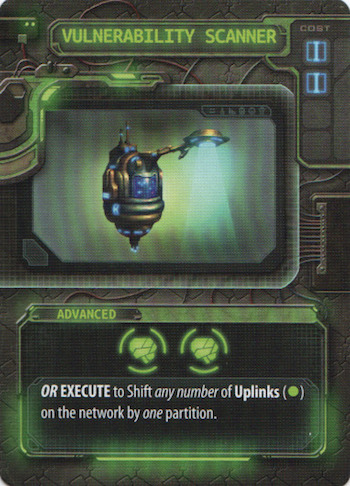 VULNERABILITY SCANNER
COST
ADVANCED
OR EXECUTE to Shift any number of Uplinks (●)
on the network by one partition.